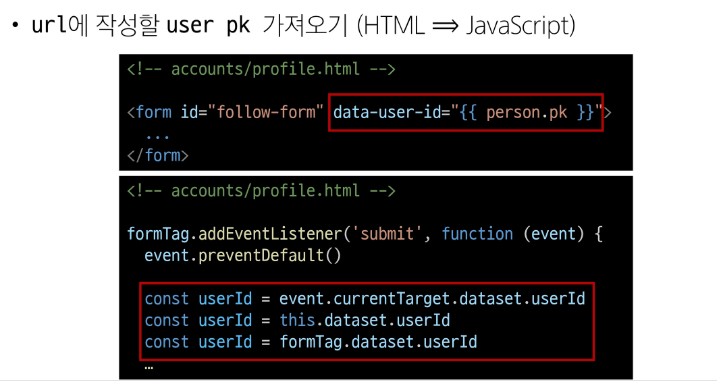 • url에 작성할 user pk 가져오기 (HTML ⟹ JavaScript)
<!-- accounts/profile.html -->
<form id="follow-form" data-user-id="{{ person.pk }}">
...
</form>
<!-- accounts/profile.html -->
formTag.addEventListener('submit', function (event) {
event.preventDefault()
const userId = event.currentTarget.dataset.userId
const userId = this.dataset.userId
const userId = formTag.dataset.userId
…